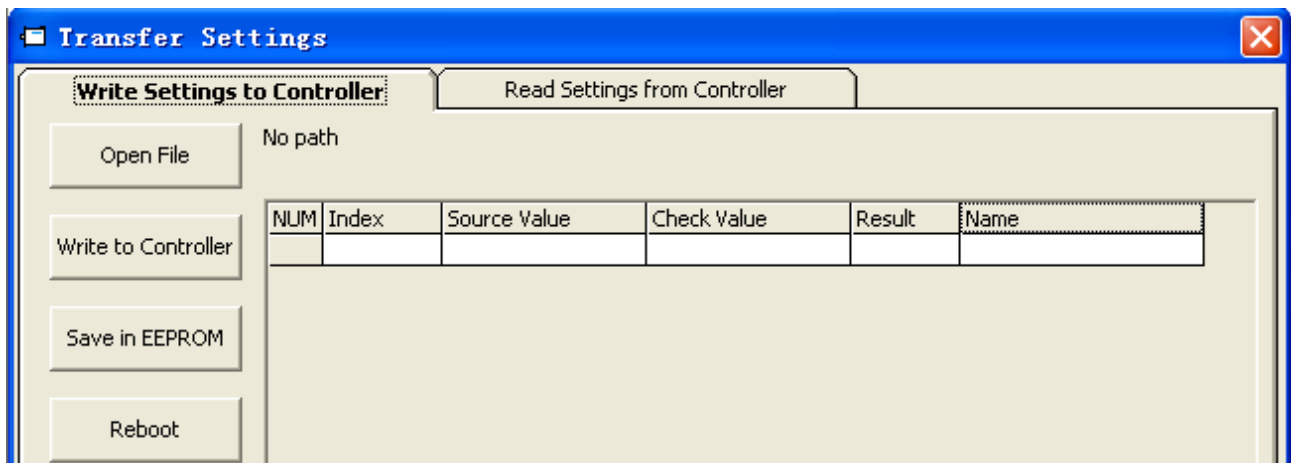 Transfer Settings
Write Settings to Controller
Read Settings from Controller
Open File
No path
NUM Index Source Value Check Value Result Name
Write to Controller
Save in EEPROM
Reboot